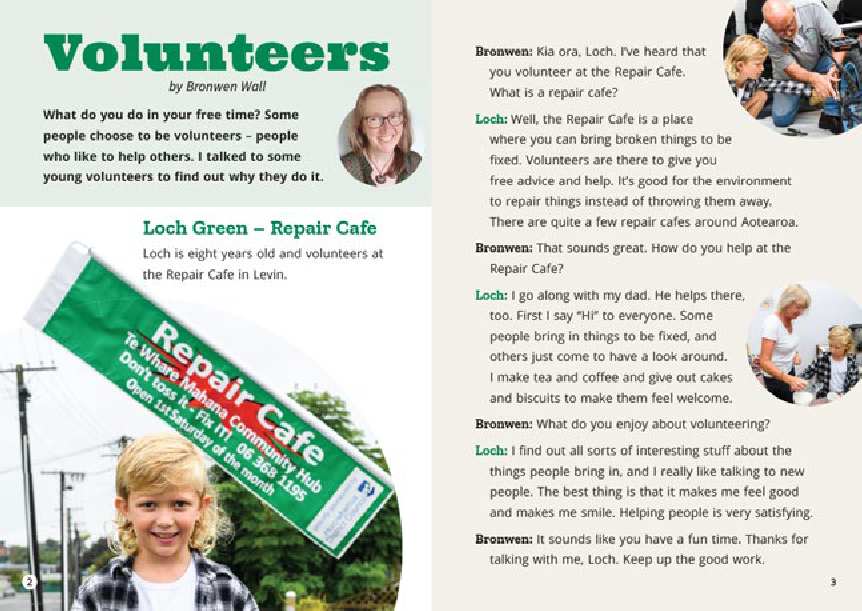 Volunteers
by Bronwen Wall
What do you do in your free time? Some
people choose to be volunteers – people
who like to help others. I talked to some
young volunteers to find out why they do it.
Loch Green – Repair Cafe
Loch is eight years old and volunteers at
the Repair Cafe in Levin.
Repair Cafe
Te Whare Mahana Community Hub
Don't toss it - Fix IT! 06 368 1195
Open 1st Saturday of the month
2
Bronwen: Kia ora, Loch. I've heard that
you volunteer at the Repair Cafe.
What is a repair cafe?
Loch: Well, the Repair Cafe is a place
where you can bring broken things to be
fixed. Volunteers are there to give you
free advice and help. It's good for the environment
to repair things instead of throwing them away.
There are quite a few repair cafes around Aotearoa.
Bronwen: That sounds great. How do you help at the
Repair Cafe?
Loch: I go along with my dad. He helps there,
too. First I say “Hi” to everyone. Some
people bring in things to be fixed, and
others just come to have a look around.
I make tea and coffee and give out cakes
and biscuits to make them feel welcome.
Bronwen: What do you enjoy about volunteering?
Loch: I find out all sorts of interesting stuff about the
things people bring in, and I really like talking to new
people. The best thing is that it makes me feel good
and makes me smile. Helping people is very satisfying.
Bronwen: It sounds like you have a fun time. Thanks for
talking with me, Loch. Keep up the good work.
3